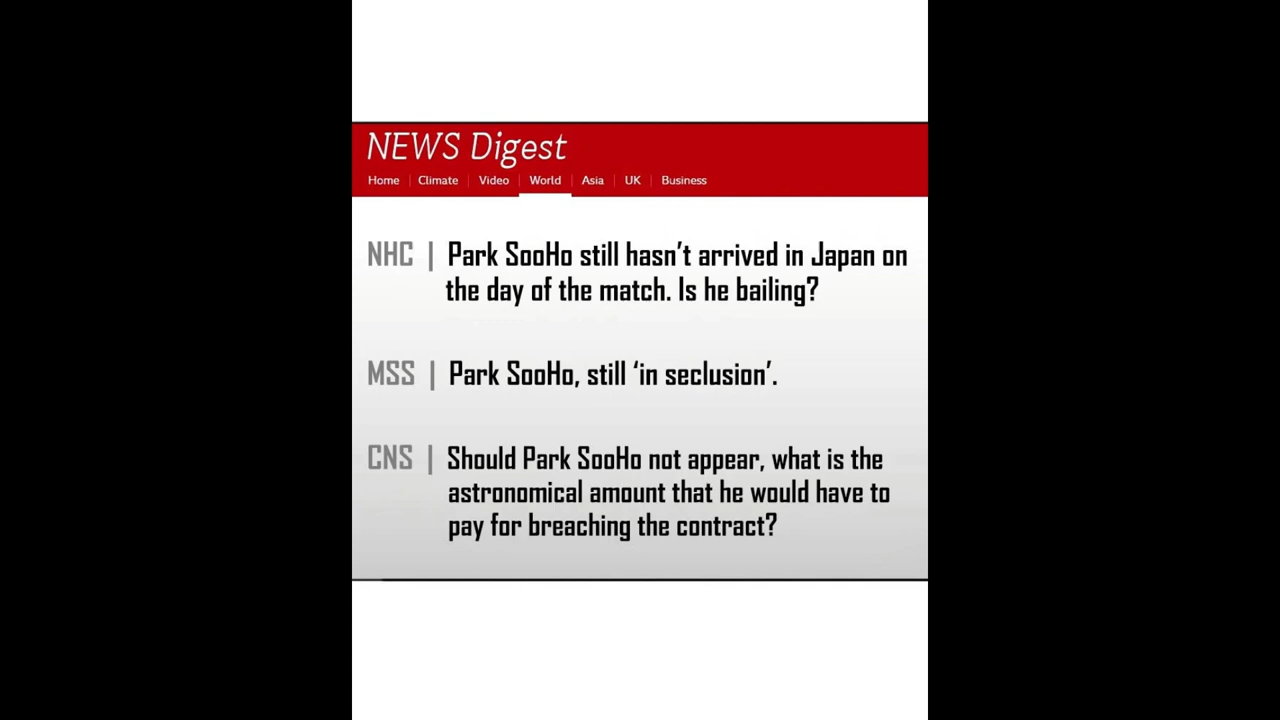 NEWS Digest
Home | Climate | Video | World | Asia | UK | Business
NHC | Park SooHo still hasn’t arrived in Japan on
the day of the match. Is he bailing?
MSS | Park SooHo, still ‘in seclusion’.
CNS | Should Park SooHo not appear, what is the
astronomical amount that he would have to
pay for breaching the contract?